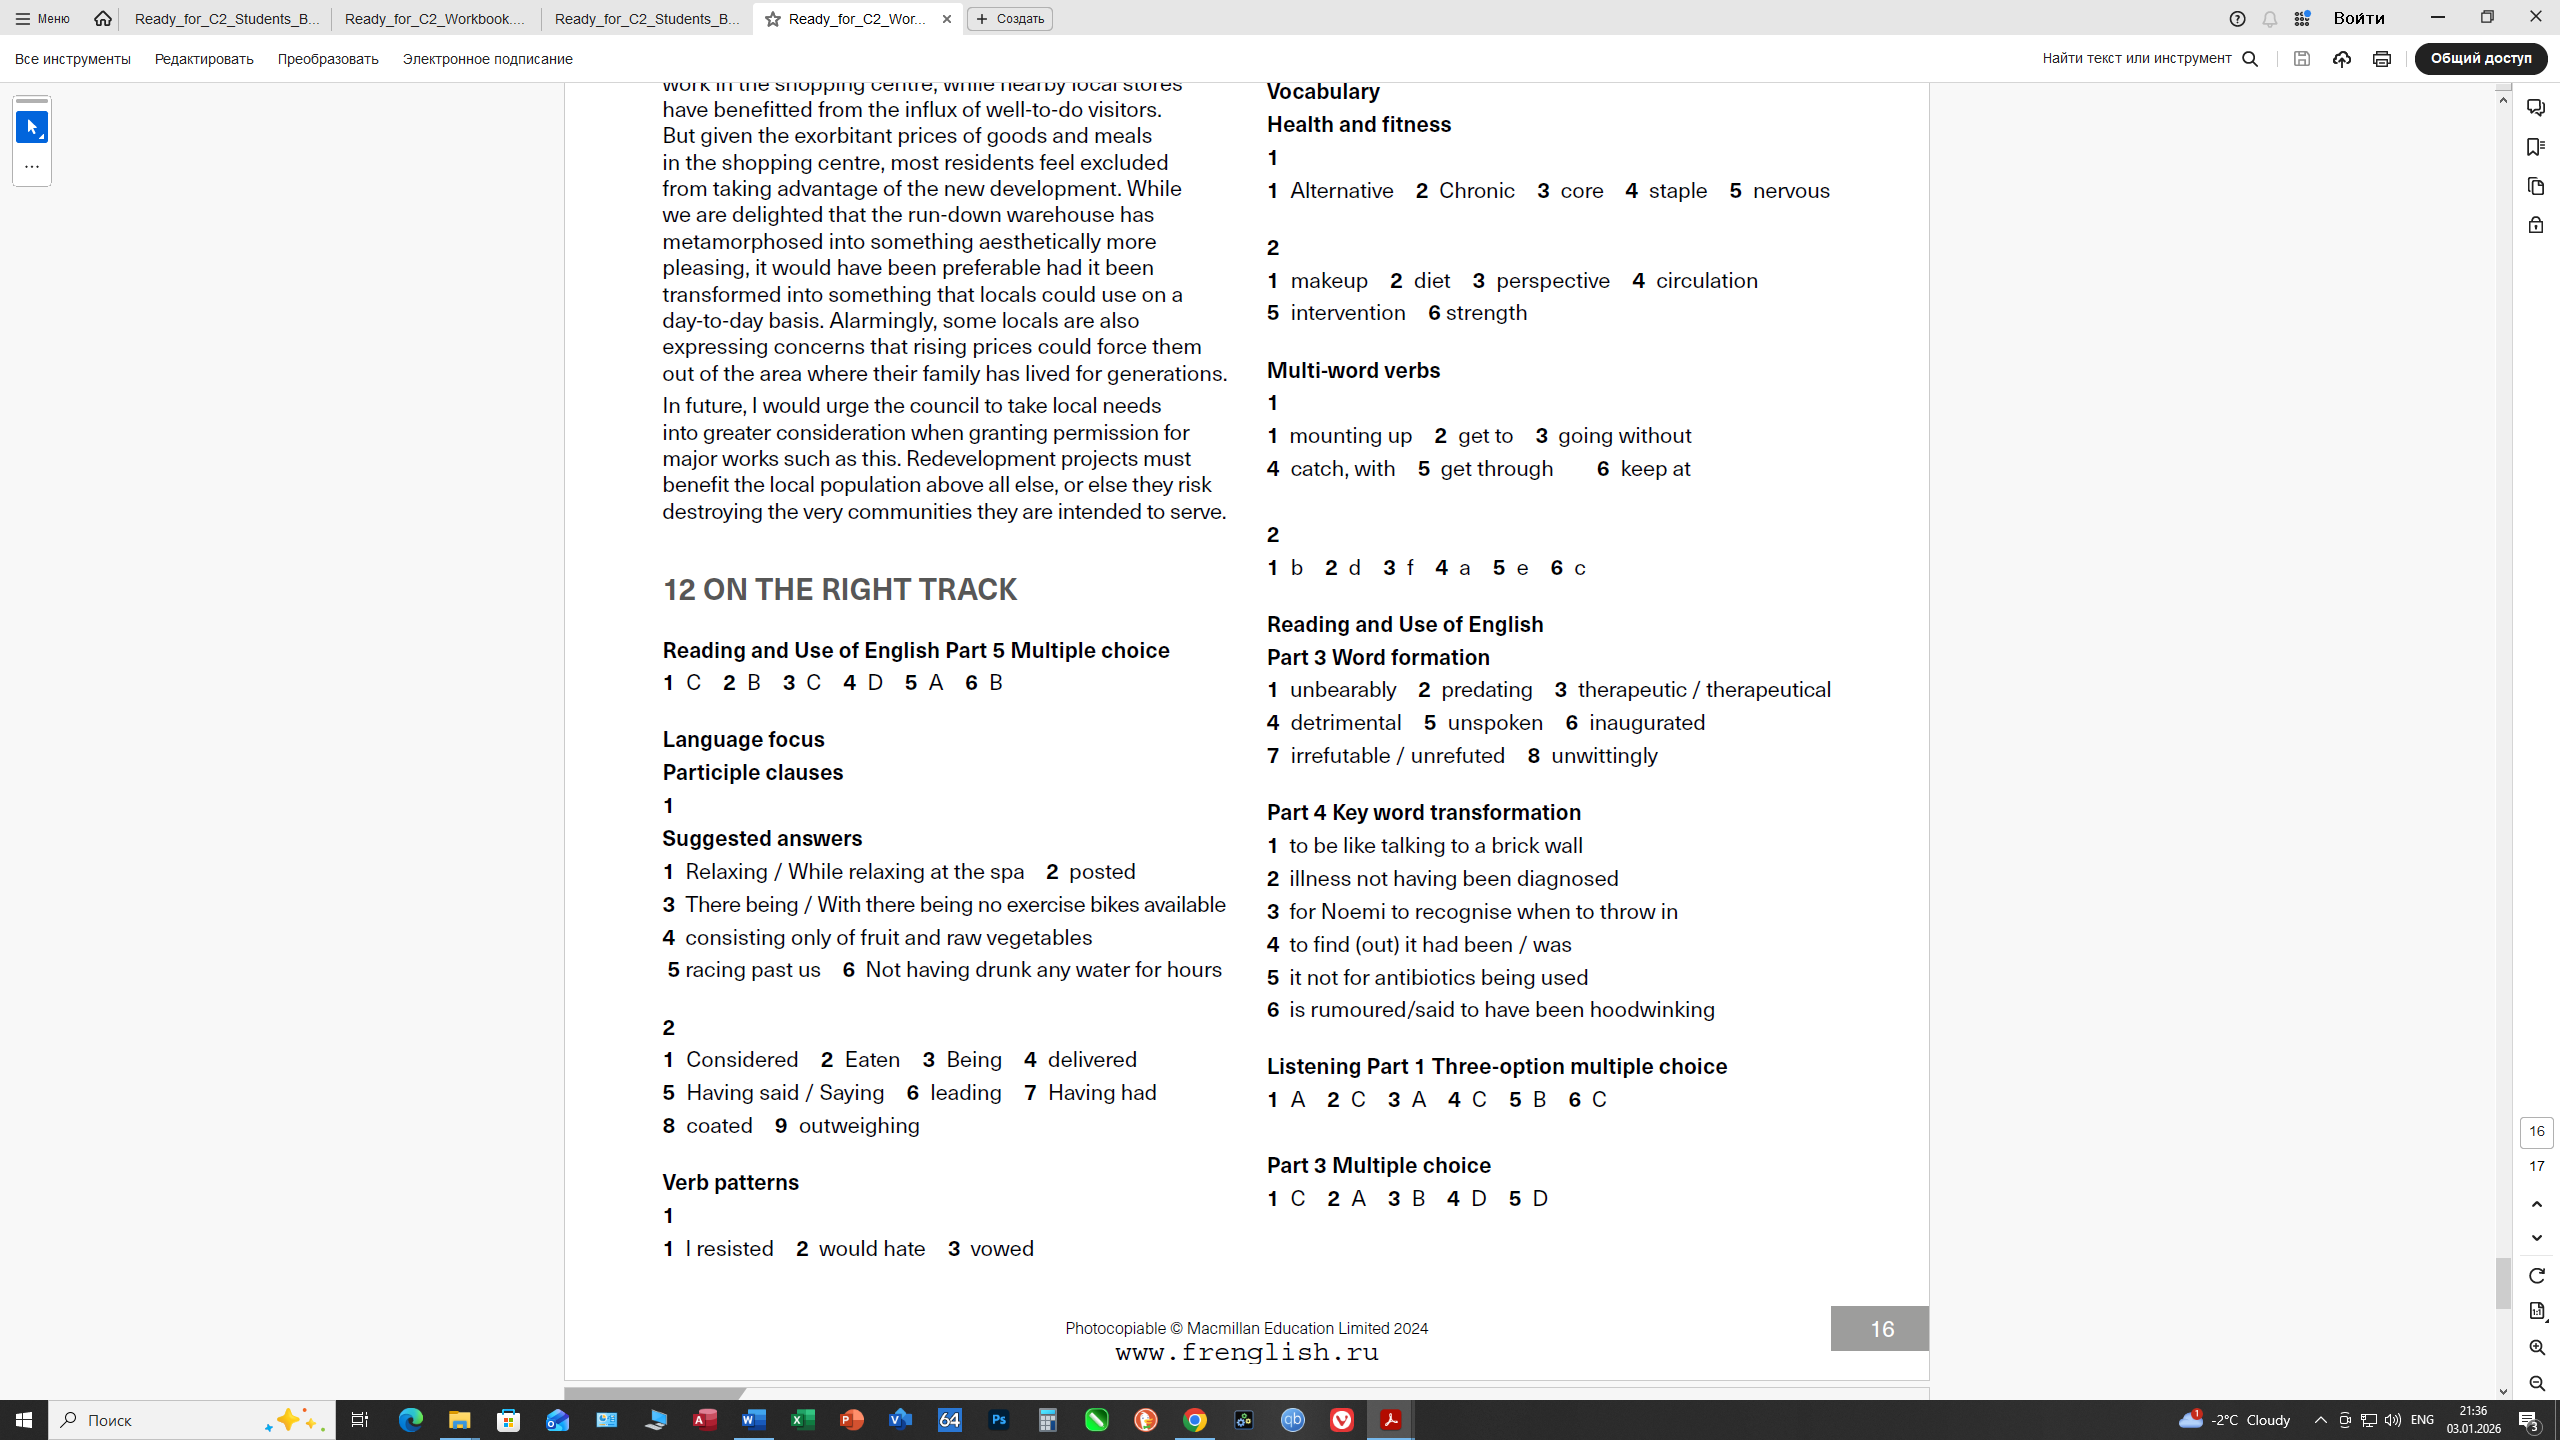 Меню
Ready_for_C2_Students_B...
Ready_for_C2_Workbook....
Ready_for_C2_Students_B...
Ready_for_C2_Wor...
Создать
Войти
Все инструменты
Редактировать
Преобразовать
Электронное подписание
Найти текст или инструмент
Общий доступ
work in the shopping centre, while nearby local stores
have benefitted from the influx of well-to-do visitors.
But given the exorbitant prices of goods and meals
in the shopping centre, most residents feel excluded
from taking advantage of the new development. While
we are delighted that the run-down warehouse has
metamorphosed into something aesthetically more
pleasing, it would have been preferable had it been
transformed into something that locals could use on a
day-to-day basis. Alarmingly, some locals are also
expressing concerns that rising prices could force them
out of the area where their family has lived for generations.
In future, I would urge the council to take local needs
into greater consideration when granting permission for
major works such as this. Redevelopment projects must
benefit the local population above all else, or else they risk
destroying the very communities they are intended to serve.
12 ON THE RIGHT TRACK
Reading and Use of English Part 5 Multiple choice
1 C 2 B 3 C 4 D 5 A 6 B
Language focus
Participle clauses
1
Suggested answers
1 Relaxing / While relaxing at the spa 2 posted
3 There being / With there being no exercise bikes available
4 consisting only of fruit and raw vegetables
5 racing past us 6 Not having drunk any water for hours
2
1 Considered 2 Eaten 3 Being 4 delivered
5 Having said / Saying 6 leading 7 Having had
8 coated 9 outweighing
Verb patterns
1
1 I resisted 2 would hate 3 vowed
Vocabulary
Health and fitness
1
1 Alternative 2 Chronic 3 core 4 staple 5 nervous
2
1 makeup 2 diet 3 perspective 4 circulation
5 intervention 6 strength
Multi-word verbs
1
1 mounting up 2 get to 3 going without
4 catch, with 5 get through 6 keep at
2
1 b 2 d 3 f 4 a 5 e 6 c
Reading and Use of English
Part 3 Word formation
1 unbearably 2 predating 3 therapeutic / therapeutical
4 detrimental 5 unspoken 6 inaugurated
7 irrefutable / unrefuted 8 unwittingly
Part 4 Key word transformation
1 to be like talking to a brick wall
2 illness not having been diagnosed
3 for Noemi to recognise when to throw in
4 to find (out) it had been / was
5 it not for antibiotics being used
6 is rumoured/said to have been hoodwinking
Listening Part 1 Three-option multiple choice
1 A 2 C 3 A 4 C 5 B 6 C
Part 3 Multiple choice
1 C 2 A 3 B 4 D 5 D
Photocopiable © Macmillan Education Limited 2024
www.frenglish.ru
16
16
17
Поиск
64
Ps
qb
1
-2°C Cloudy
ENG
21:36
03.01.2026
3